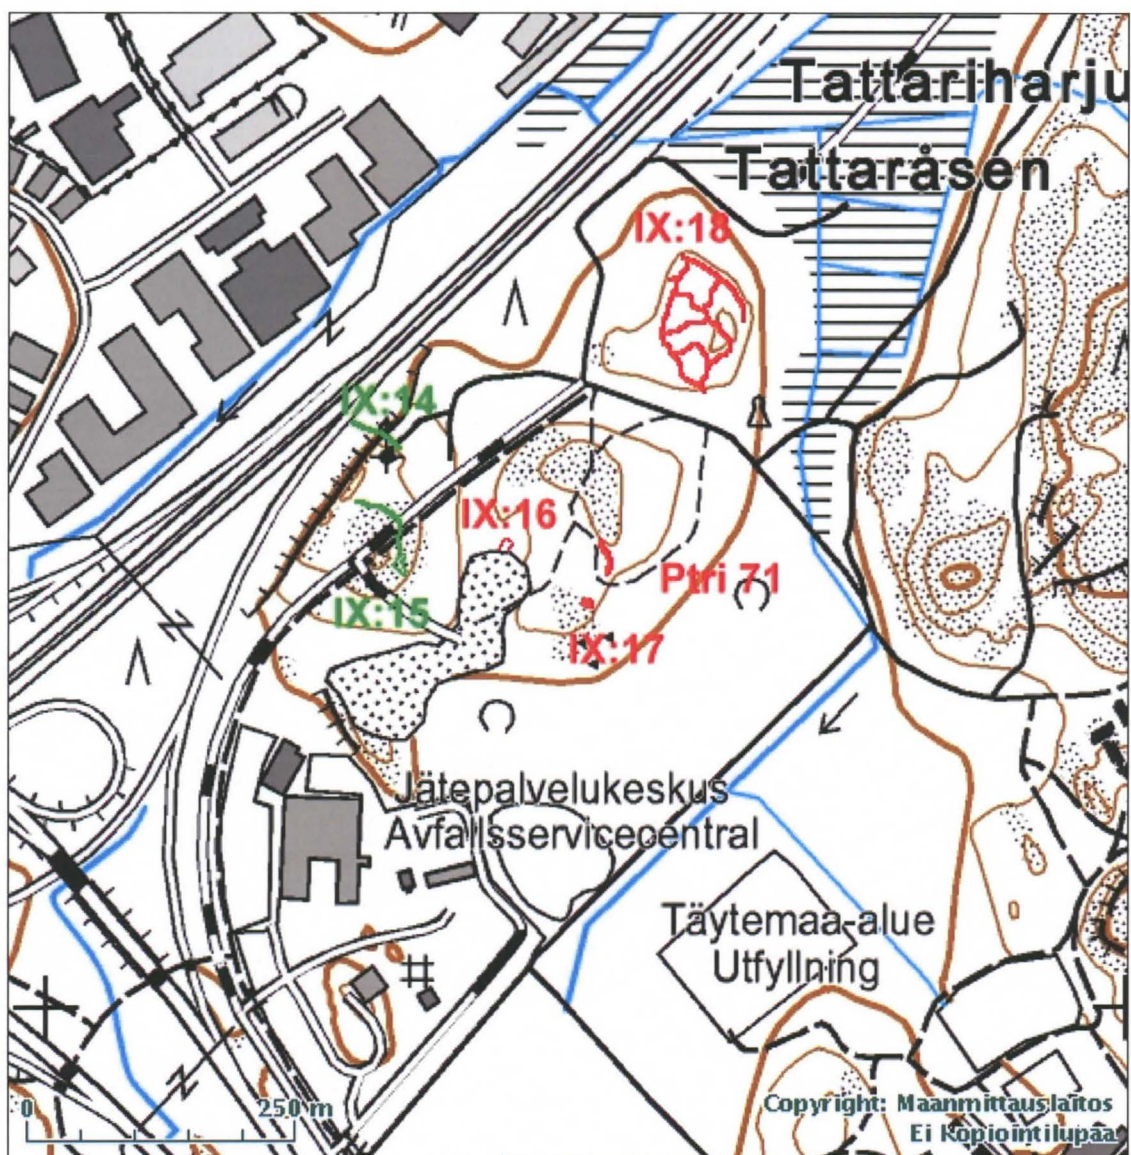 Tattariharju
Tattaråsen
IX:18
IX:14
IX:16
Ptri 71
IX:15
IX:17
Jätepalvelukeskus
Avfallsservicecentral
Täytemaa-alue
Utfyllning
0 250 m
Copyright: Maanmittauslaitos
Ei kopiointilupaa